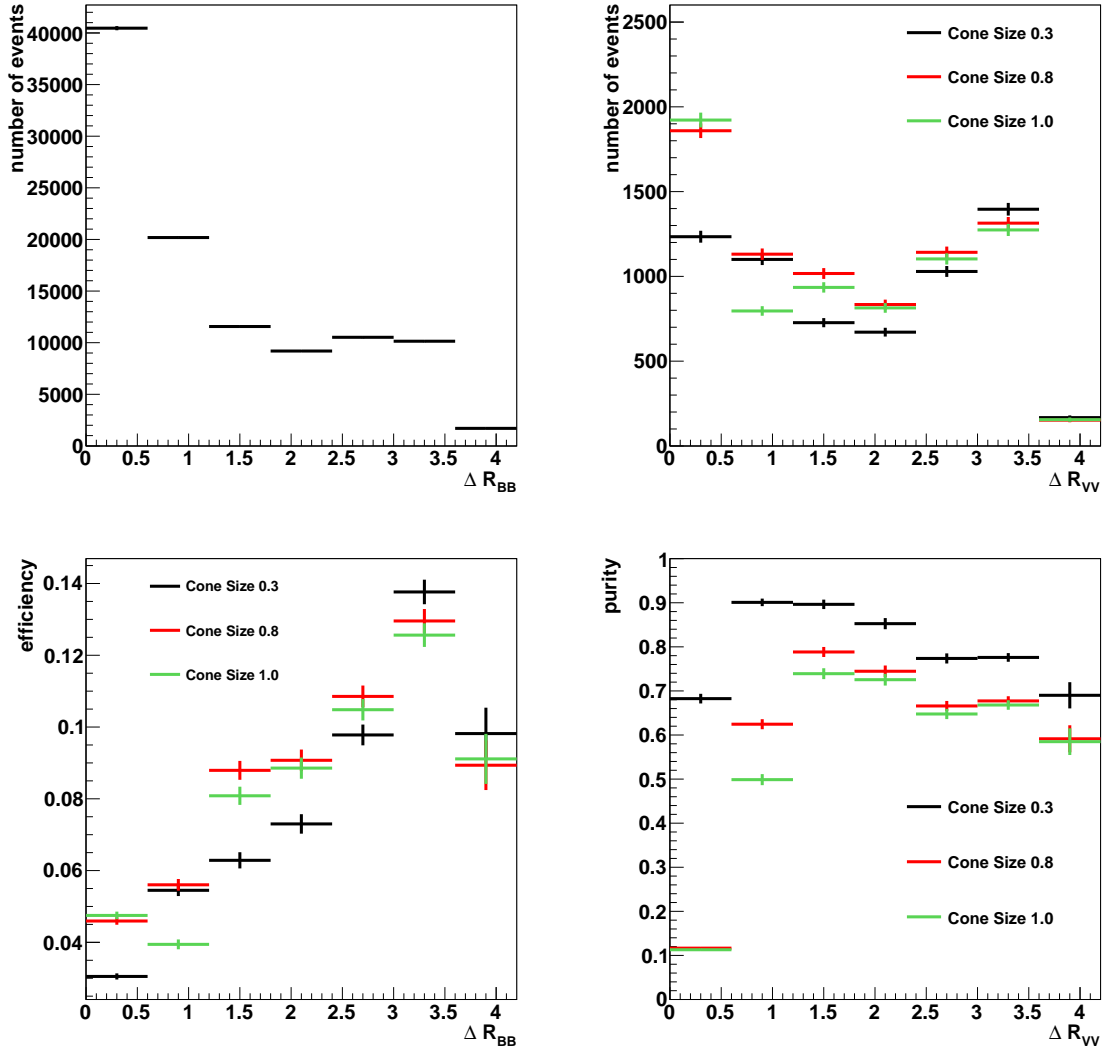 number of events
40000
35000
30000
25000
20000
15000
10000
5000
0
0 0.5 1 1.5 2 2.5 3 3.5 4
Δ R_BB
number of events
2500
2000
1500
1000
500
0
Cone Size 0.3
Cone Size 0.8
Cone Size 1.0
0 0.5 1 1.5 2 2.5 3 3.5 4
Δ R_VV
efficiency
0.14
0.12
0.1
0.08
0.06
0.04
Cone Size 0.3
Cone Size 0.8
Cone Size 1.0
0 0.5 1 1.5 2 2.5 3 3.5 4
Δ R_BB
purity
1
0.9
0.8
0.7
0.6
0.5
0.4
0.3
0.2
0.1
0
Cone Size 0.3
Cone Size 0.8
Cone Size 1.0
0 0.5 1 1.5 2 2.5 3 3.5 4
Δ R_VV